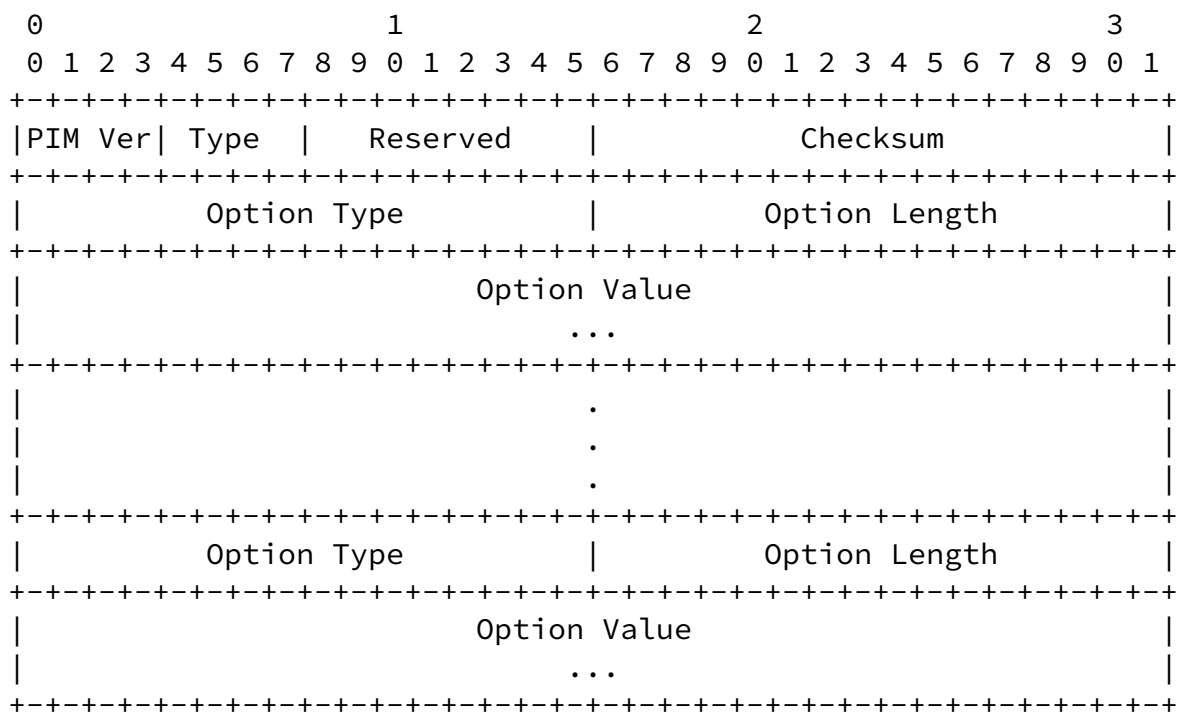 0                   1                   2                   3
 0 1 2 3 4 5 6 7 8 9 0 1 2 3 4 5 6 7 8 9 0 1 2 3 4 5 6 7 8 9 0 1
+-+-+-+-+-+-+-+-+-+-+-+-+-+-+-+-+-+-+-+-+-+-+-+-+-+-+-+-+-+-+-+-+
|PIM Ver| Type  |   Reserved    |           Checksum            |
+-+-+-+-+-+-+-+-+-+-+-+-+-+-+-+-+-+-+-+-+-+-+-+-+-+-+-+-+-+-+-+-+
|          Option Type          |         Option Length         |
+-+-+-+-+-+-+-+-+-+-+-+-+-+-+-+-+-+-+-+-+-+-+-+-+-+-+-+-+-+-+-+-+
|                         Option Value                          |
|                              ...                              |
+-+-+-+-+-+-+-+-+-+-+-+-+-+-+-+-+-+-+-+-+-+-+-+-+-+-+-+-+-+-+-+-+
|                               .                               |
|                               .                               |
|                               .                               |
+-+-+-+-+-+-+-+-+-+-+-+-+-+-+-+-+-+-+-+-+-+-+-+-+-+-+-+-+-+-+-+-+
|          Option Type          |         Option Length         |
+-+-+-+-+-+-+-+-+-+-+-+-+-+-+-+-+-+-+-+-+-+-+-+-+-+-+-+-+-+-+-+-+
|                         Option Value                          |
|                              ...                              |
+-+-+-+-+-+-+-+-+-+-+-+-+-+-+-+-+-+-+-+-+-+-+-+-+-+-+-+-+-+-+-+-+